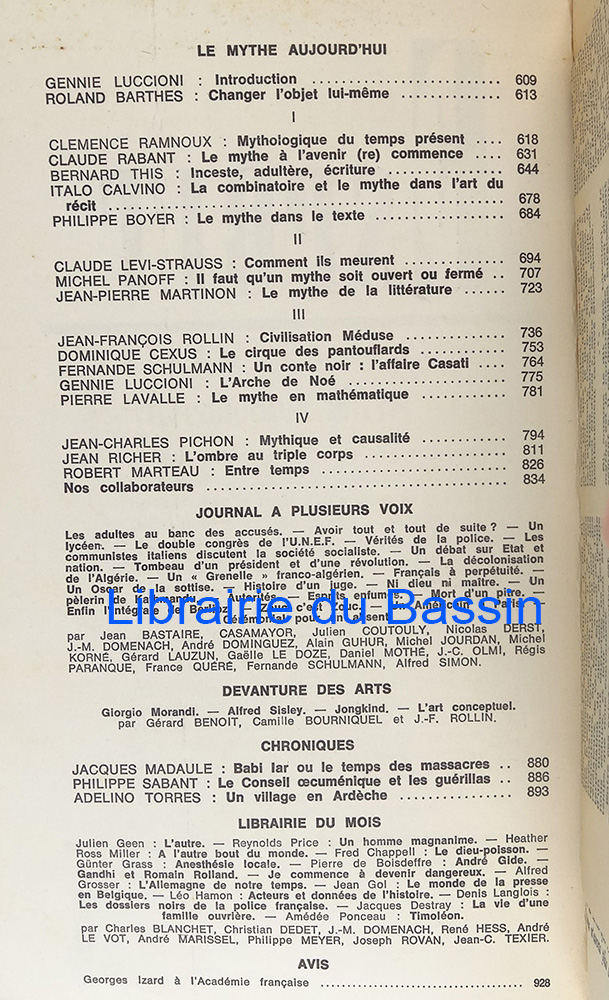 LE MYTHE AUJOURD'HUI
GENNIE LUCCIONI : Introduction .......................... 609
ROLAND BARTHES : Changer l'objet lui-même .............. 613
I
CLEMENCE RAMNOUX : Mythologique du temps présent .... 618
CLAUDE RABANT : Le mythe à l'avenir (re) commence .... 631
BERNARD THIS : Inceste, adultère, écriture ................ 644
ITALO CALVINO : La combinatoire et le mythe dans l'art du
récit ....................................................... 678
PHILIPPE BOYER : Le mythe dans le texte .................. 684
II
CLAUDE LEVI-STRAUSS : Comment ils meurent .............. 694
MICHEL PANOFF : Il faut qu'un mythe soit ouvert ou fermé .. 707
JEAN-PIERRE MARTINON : Le mythe de la littérature ...... 723
III
JEAN-FRANÇOIS ROLLIN : Civilisation Méduse .............. 736
DOMINIQUE CEXUS : Le cirque des pantouflards ............ 753
FERNANDE SCHULMANN : Un conte noir : l'affaire Casati .... 764
GENNIE LUCCIONI : L'Arche de Noé ........................ 775
PIERRE LAVALLE : Le mythe en mathématique .............. 781
IV
JEAN-CHARLES PICHON : Mythique et causalité ............ 794
JEAN RICHER : L'ombre au triple corps .................... 811
ROBERT MARTEAU : Entre temps .......................... 826
Nos collaborateurs .......................................... 834
JOURNAL A PLUSIEURS VOIX
Les adultes au banc des accusés. — Avoir tout et tout de suite ? — Un
lycéen. — Le double congrès de l'U.N.E.F. — Vérités de la police. — Les
communistes italiens discutent la société socialiste. — Un débat sur Etat et
nation. — Tombeau d'un président et d'une révolution. — La décolonisation
de l'Algérie. — Un « Grenelle » franco-algérien. — Français à perpétuité. —
Un Oscar de la sottise. — Histoire d'un juge. — Ni dieu ni maître. — Un
pèlerin de Katmandu. — Autorités. — Esprits enfumés. — Mort d'un pitre. —
Enfin l'intégrale de Berlioz. — c'est — Un Américain Paris.
Cérémonial pour absent.
Librairie du Bassin
par Jean BASTAIRE, CASAMAYOR, Julien COUTOULY, Nicolas DERST,
J.-M. DOMENACH, André DOMINGUEZ, Alain GUHUR, Michel JOURDAN, Michel
KORNÉ, Gérard LAUZUN, Gaëlle LE DOZE, Daniel MOTHÉ, J.-C. OLMI, Régis
PARANQUE, France QUÉRÉ, Fernande SCHULMANN, Alfred SIMON.
DEVANTURE DES ARTS
Giorgio Morandi. — Alfred Sisley. — Jongkind. — L'art conceptuel.
par Gérard BENOIT, Camille BOURNIQUEL et J.-F. ROLLIN.
CHRONIQUES
JACQUES MADAULE : Babi Iar ou le temps des massacres .. 880
PHILIPPE SABANT : Le Conseil œcuménique et les guérillas .. 886
ADELINO TORRES : Un village en Ardèche ................ 893
LIBRAIRIE DU MOIS
Julien Geen : L'autre. — Reynolds Price : Un homme magnanime. — Heather
Ross Miller : A l'autre bout du monde. — Fred Chappell : Le dieu-poisson. —
Günter Grass : Anesthésie locale. — Pierre de Boisdeffre : André Gide. —
Gandhi et Romain Rolland. — Je commence à devenir dangereux. — Alfred
Grosser : L'Allemagne de notre temps. — Jean Gol : Le monde de la presse
en Belgique. — Léo Hamon : Acteurs et données de l'histoire. — Denis Langlois :
Les dossiers noirs de la police française. — Jacques Destray : La vie d'une
famille ouvrière. — Amédée Ponceau : Timoléon.
par Charles BLANCHET, Christian DEDET, J.-M. DOMENACH, René HESS, André
LE VOT, André MARISSEL, Philippe MEYER, Joseph ROVAN, Jean-C. TEXIER.
AVIS
Georges Izard à l'Académie française .................................... 928